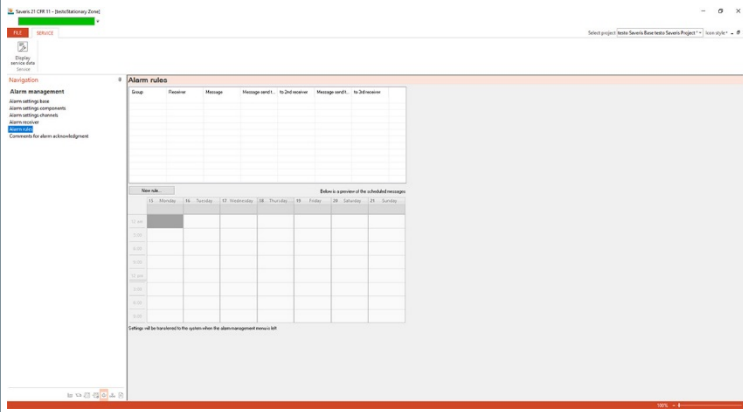 Saveris 21 CFR 11 - [testoStationary Zone]
FILE
SERVICE
Select project testo Saveris Base testo Saveris Project
base style
Display
service data
Service
Navigation
Alarm rules
Alarm management
Alarm settings base
Alarm settings components
Alarm settings channels
Alarm receiver
Alarm rules
Comments for alarm acknowledgment
Group Receiver Message Message send t... to 2nd receiver Message send t... to 3rd receiver
New rule...
Below is a preview of the scheduled messages
15 Monday 16 Tuesday 17 Wednesday 18 Thursday 19 Friday 20 Saturday 21 Sunday
Settings will be transferred to the system when the alarm management menu is left
100%